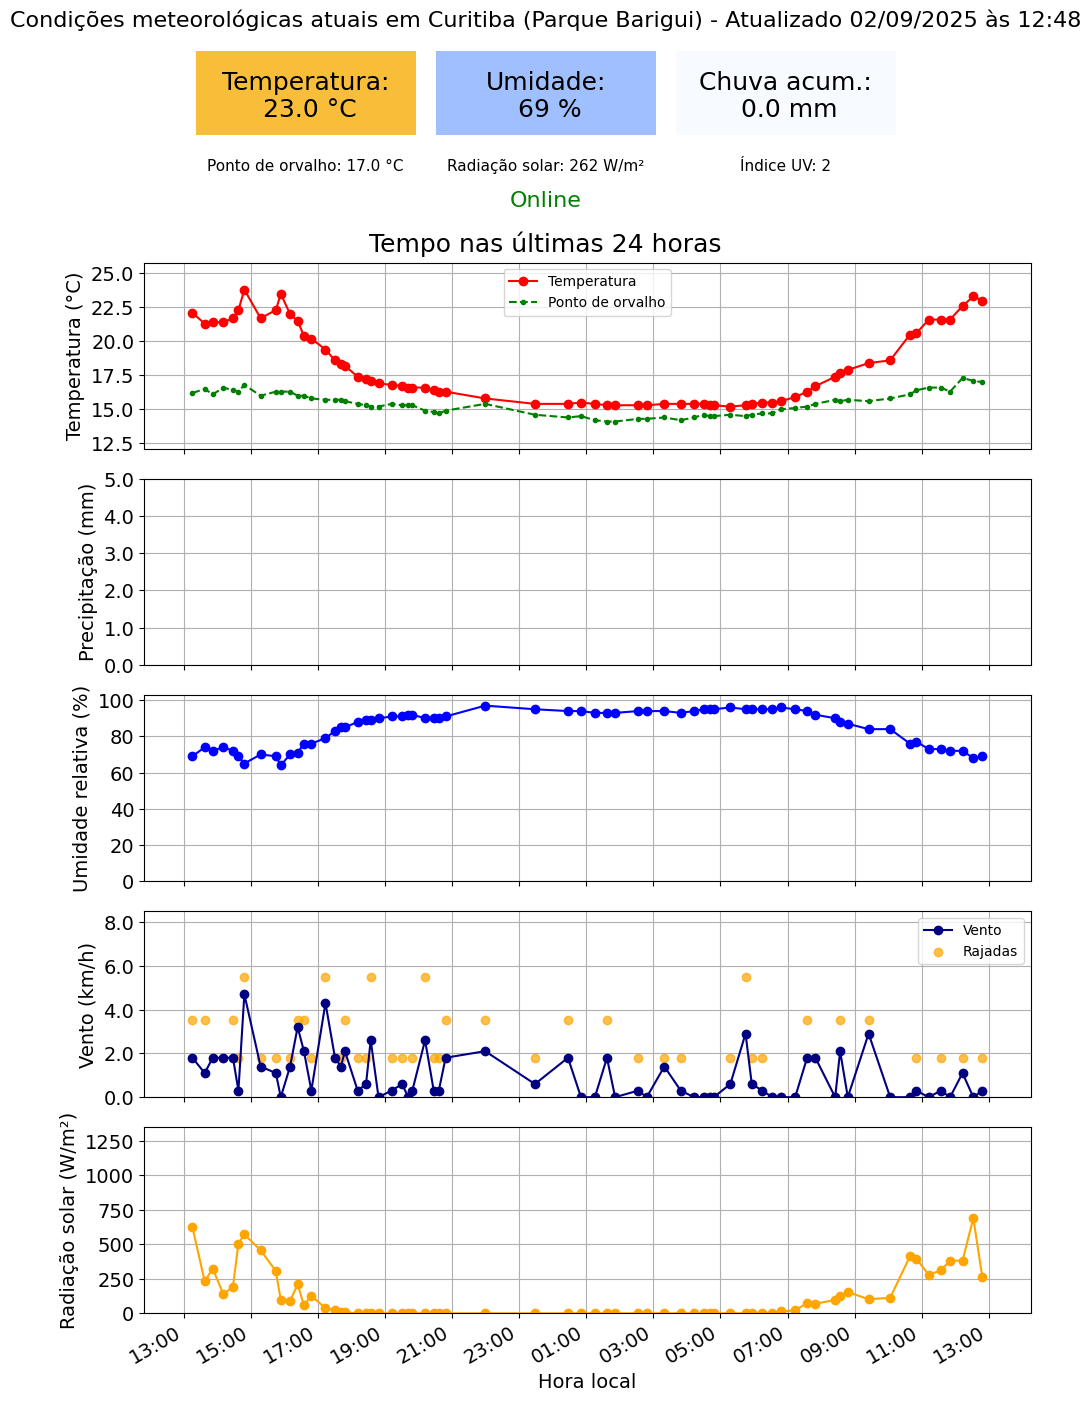 Condições meteorológicas atuais em Curitiba (Parque Barigui) - Atualizado 02/09/2025 às 12:48
Temperatura:
23.0 °C
Umidade:
69 %
Chuva acum.:
0.0 mm
Ponto de orvalho: 17.0 °C
Radiação solar: 262 W/m²
Índice UV: 2
Online
Tempo nas últimas 24 horas
Temperatura (°C)
25.0
22.5
20.0
17.5
15.0
12.5
Temperatura
Ponto de orvalho
Precipitação (mm)
5.0
4.0
3.0
2.0
1.0
0.0
Umidade relativa (%)
100
80
60
40
20
0
Vento (km/h)
8.0
6.0
4.0
2.0
0.0
Vento
Rajadas
Radiação solar (W/m²)
1250
1000
750
500
250
0
13:00
15:00
17:00
19:00
21:00
23:00
01:00
03:00
05:00
07:00
09:00
11:00
13:00
Hora local